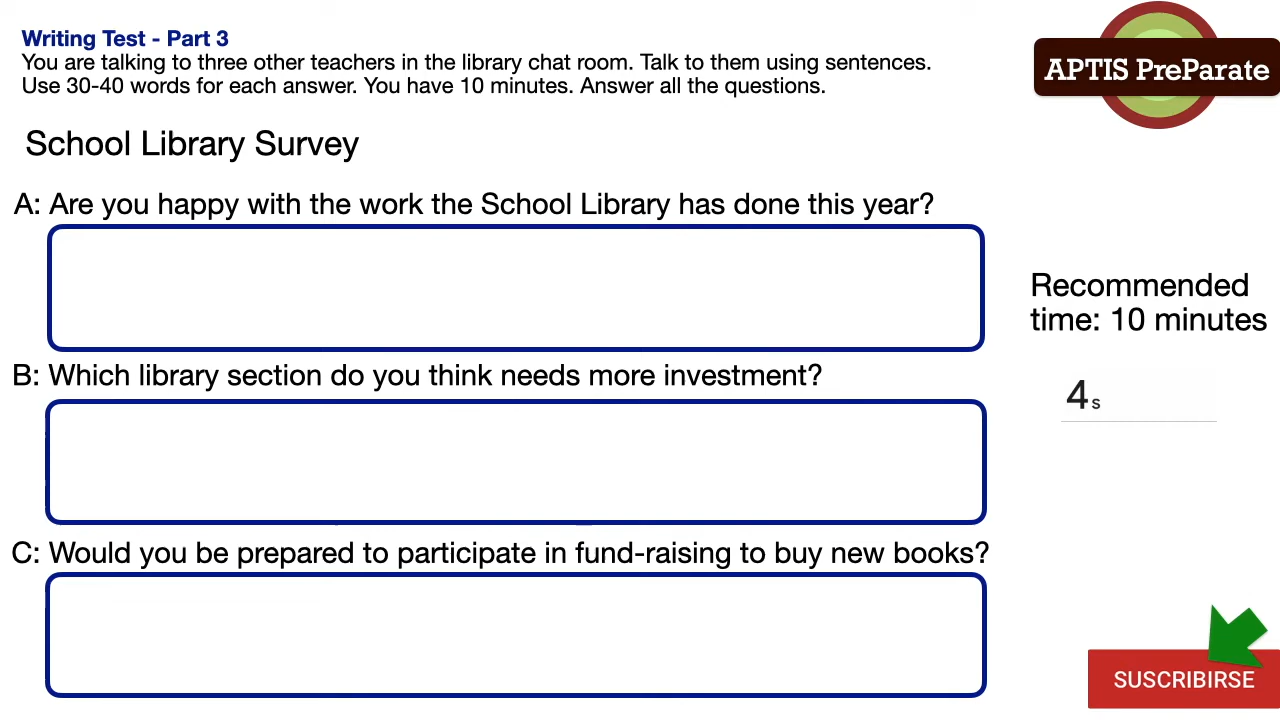 Writing Test - Part 3
You are talking to three other teachers in the library chat room. Talk to them using sentences.
Use 30-40 words for each answer. You have 10 minutes. Answer all the questions.
APTIS PreParate
School Library Survey
A: Are you happy with the work the School Library has done this year?
Recommended
time: 10 minutes
B: Which library section do you think needs more investment?
4s
C: Would you be prepared to participate in fund-raising to buy new books?
SUSCRIBIRSE